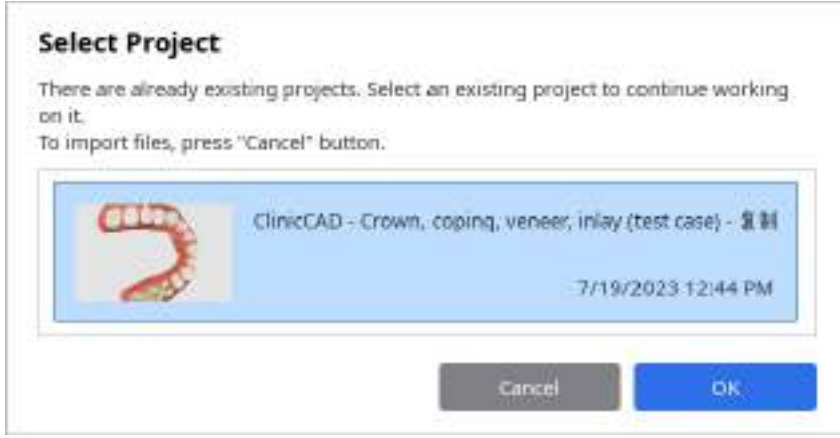 Select Project
There are already existing projects. Select an existing project to continue working
on it.
To import files, press "Cancel" button.
ClinicCAD - Crown, coping, veneer, inlay (test case) - 复制
7/19/2023 12:44 PM
Cancel
OK